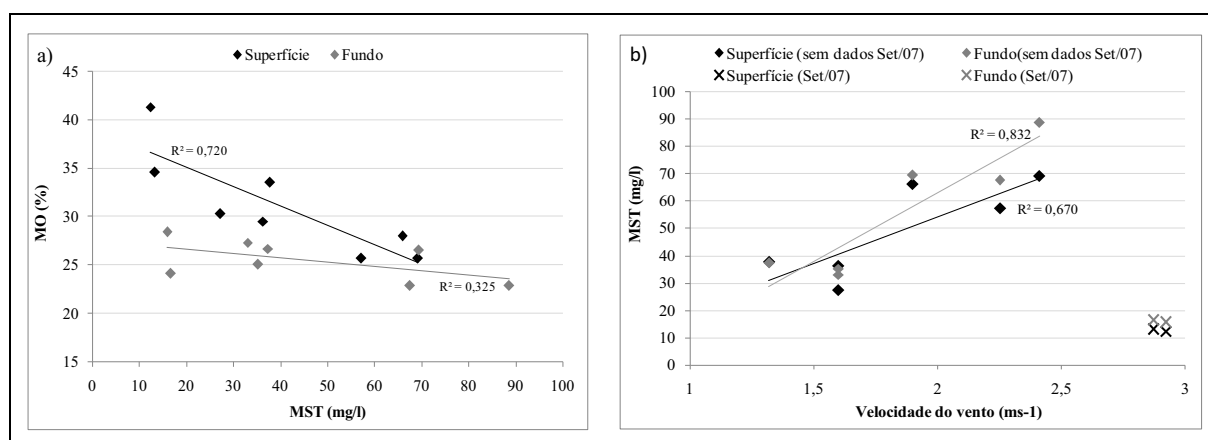 a)
Superfície Fundo
45
40
35
30
25
20
15
MO (%)
R² = 0,720
R² = 0,325
0 10 20 30 40 50 60 70 80 90 100
MST (mg/l)
b)
Superfície (sem dados Set/07) Fundo(sem dados Set/07)
Superfície (Set/07) Fundo (Set/07)
100
90
80
70
60
50
40
30
20
10
0
MST (mg/l)
R² = 0,832
R² = 0,670
1 1,5 2 2,5 3
Velocidade do vento (ms-1)